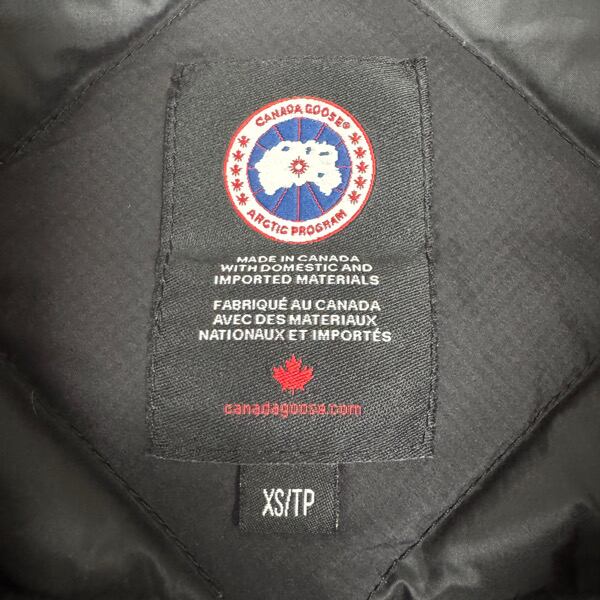 CANADA GOOSE®
ARCTIC PROGRAM
MADE IN CANADA
WITH DOMESTIC AND
IMPORTED MATERIALS
FABRIQUÉ AU CANADA
AVEC DES MATERIAUX
NATIONAUX ET IMPORTÉS
canadagoose.com
XS/TP